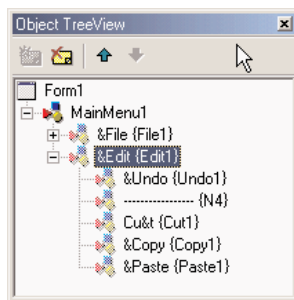 Object TreeView
Form1
MainMenu1
&File {File1}
&Edit {Edit1}
&Undo {Undo1}
---------------- {N4}
Cu&t {Cut1}
&Copy {Copy1}
&Paste {Paste1}